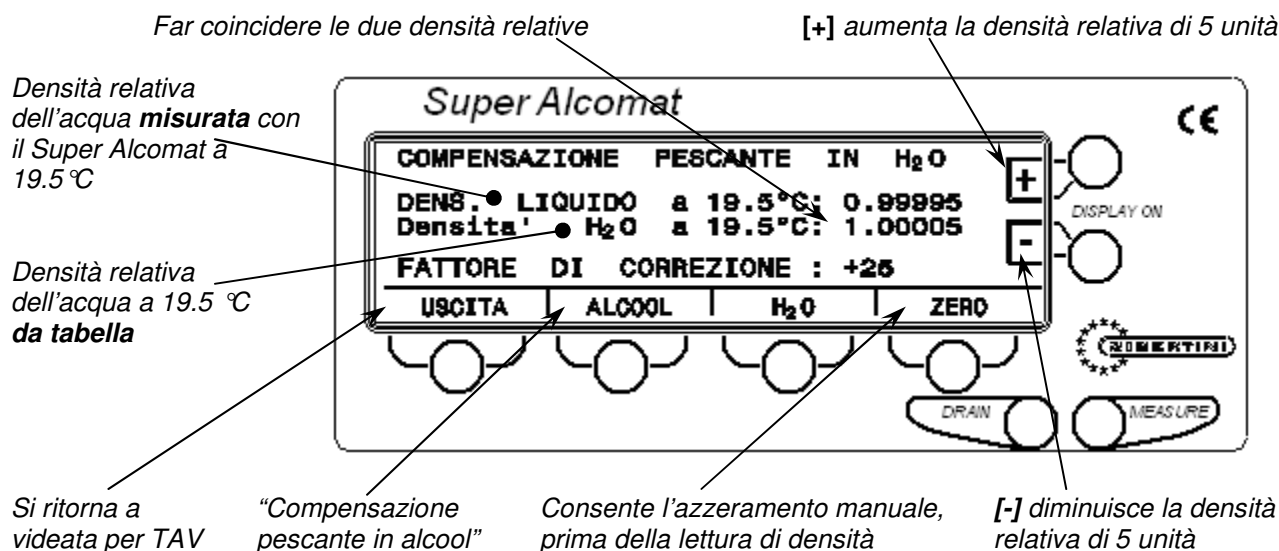 Far coincidere le due densità relative
[+] aumenta la densità relativa di 5 unità
Densità relativa
dell'acqua misurata con
il Super Alcomat a
19.5 °C
Super Alcomat
CE
COMPENSAZIONE PESCANTE IN H₂O
DENS. LIQUIDO a 19.5°C: 0.99995
Densita' H₂O a 19.5°C: 1.00005
FATTORE DI CORREZIONE : +25
+
-
DISPLAY ON
USCITA ALCOOL H₂O ZERO
Densità relativa
dell'acqua a 19.5 °C
da tabella
DRAIN
MEASURE
Si ritorna a
videata per TAV
"Compensazione
pescante in alcool"
Consente l'azzeramento manuale,
prima della lettura di densità
[-] diminuisce la densità
relativa di 5 unità